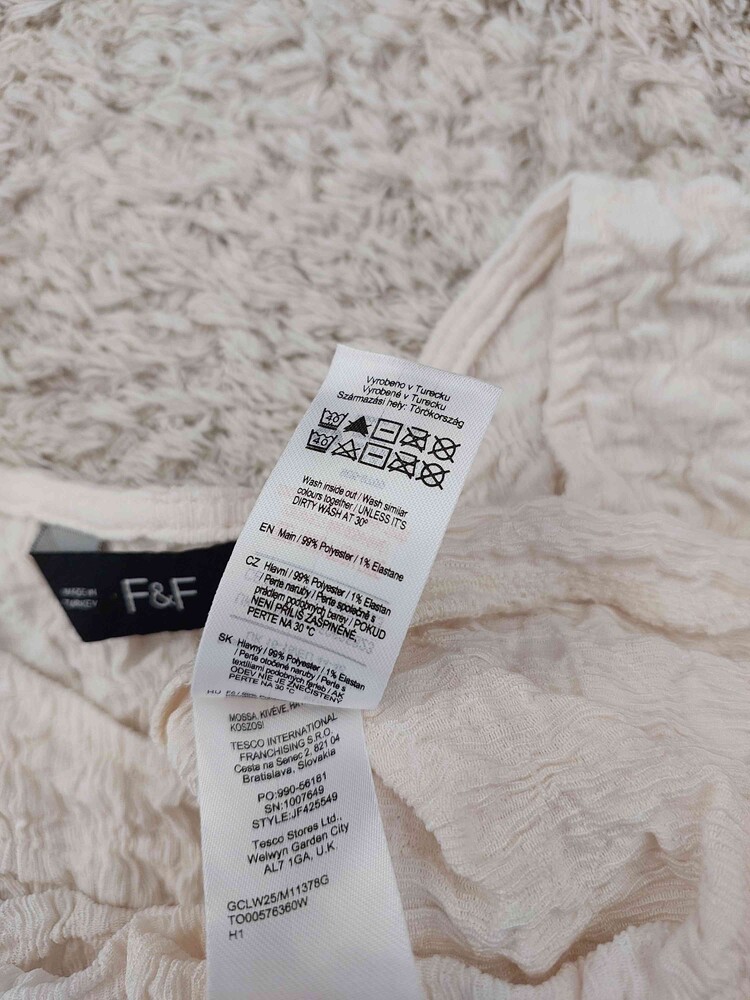 Vyrobeno v Turecku
Vyrobené v Turecku
Származási hely: Törökország
40
40
Wash inside out / Wash similar
colours together / UNLESS IT'S
DIRTY WASH AT 30°
EN Main / 99% Polyester / 1% Elastane
CZ Hlavní / 99% Polyester / 1% Elastan
/ Perte naruby / Perte společně s
prádlem podobných barev / POKUD
NENÍ PŘÍLIŠ ZAŠPINĚNÉ,
PERTE NA 30 °C
SK Hlavný / 99% Polyester / 1% Elastan
/ Perte otočené naruby / Perte s
textíliami podobných farieb / AK
ODEV NIE JE ZNEČISTENÝ
PERTE NA 30 °C
MADE IN
TURKEY
F&F
HU
MOSSA, KIVÉVE, HA
KOSZOS!
TESCO INTERNATIONAL
FRANCHISING S.R.O.
Cesta na Senec 2, 821 04
Bratislava, Slovakia
PO:990-56181
SN:1007649
STYLE:JF425549
Tesco Stores Ltd.,
Welwyn Garden City
AL7 1GA, U.K.
GCLW25/M11378G
TO00576360W
H1